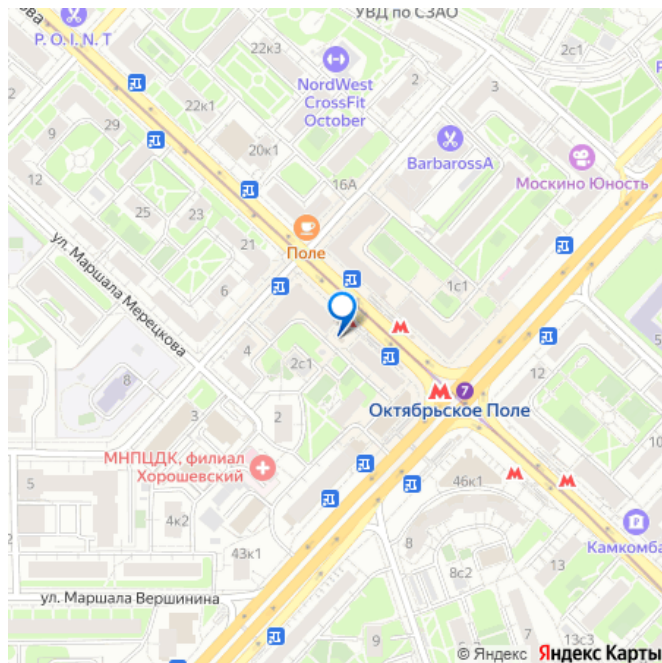 УВД по СЗАО
P.O.I.N.T
22к3
2с1
NordWest
CrossFit
October
2
3
22к1
9
29
20к1
BarbarossA
Москино Юность
12
16А
25
23
Поле
21
ул. Маршала Мерецкова
6
1с1
4
2с1
5
12
8
7
Октябрьское Поле
3
2
МНПЦДК, филиал
Хорошевский
10
46к1
5
4к2
Камкомба
43к1
8
13
8с2
ул. Маршала Вершинина
9
13с3
© Яндекс Яндекс Карты